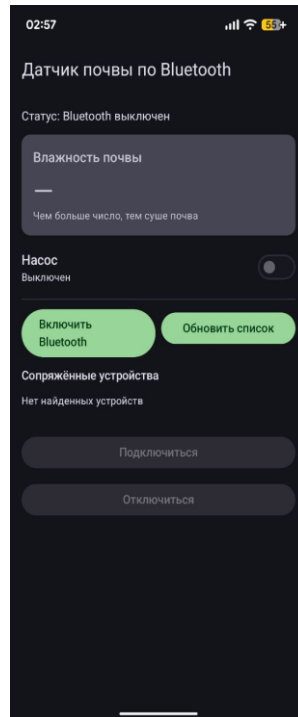 02:57
55+
Датчик почвы по Bluetooth
Статус: Bluetooth выключен
Влажность почвы
—
Чем больше число, тем суше почва
Насос
Выключен
Включить
Bluetooth
Обновить список
Сопряжённые устройства
Нет найденных устройств
Подключиться
Отключиться